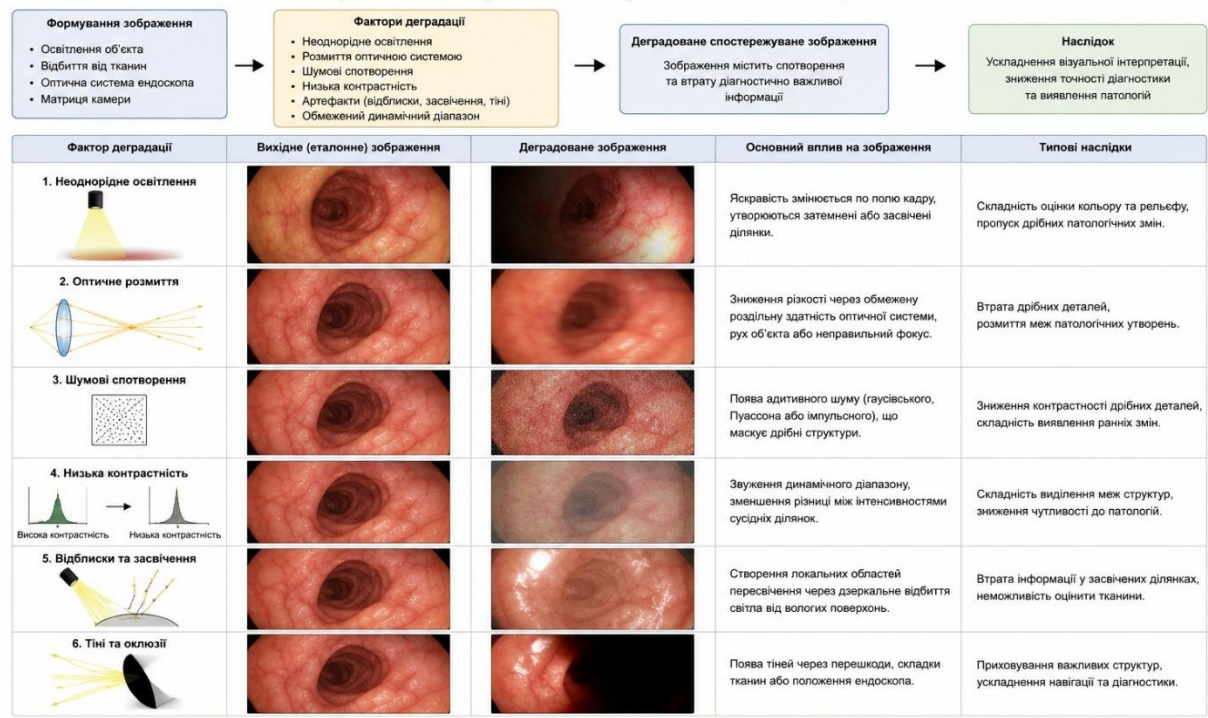 Формування зображення
• Освітлення об'єкта
• Відбиття від тканин
• Оптична система ендоскопа
• Матриця камери
Фактори деградації
• Неоднорідне освітлення
• Розмиття оптичною системою
• Шумові спотворення
• Низька контрастність
• Артефакти (відблиски, засвічення, тіні)
• Обмежений динамічний діапазон
Деградоване спостережуване зображення
Зображення містить спотворення
та втрату діагностично важливої
інформації
Наслідок
Ускладнення візуальної інтерпретації,
зниження точності діагностики
та виявлення патологій
Фактор деградації
Вихідне (еталонне) зображення
Деградоване зображення
Основний вплив на зображення
Типові наслідки
1. Неоднорідне освітлення
Яскравість змінюється по полю кадру,
утворюються затемнені або засвічені
ділянки.
Складність оцінки кольору та рельєфу,
пропуск дрібних патологічних змін.
2. Оптичне розмиття
Зниження різкості через обмежену
роздільну здатність оптичної системи,
рух об'єкта або неправильний фокус.
Втрата дрібних деталей,
розмиття меж патологічних утворень.
3. Шумові спотворення
Поява адитивного шуму (гаусівського,
Пуассона або імпульсного), що
маскує дрібні структури.
Зниження контрастності дрібних деталей,
складність виявлення ранніх змін.
4. Низька контрастність
Висока контрастність
Низька контрастність
Звуження динамічного діапазону,
зменшення різниці між інтенсивностями
сусідніх ділянок.
Складність виділення меж структур,
зниження чутливості до патологій.
5. Відблиски та засвічення
Створення локальних областей
пересвічення через дзеркальне відбиття
світла від вологих поверхонь.
Втрата інформації у засвічених ділянках,
неможливість оцінити тканини.
6. Тіні та оклюзії
Поява тіней через перешкоди, складки
тканин або положення ендоскопа.
Приховування важливих структур,
ускладнення навігації та діагностики.